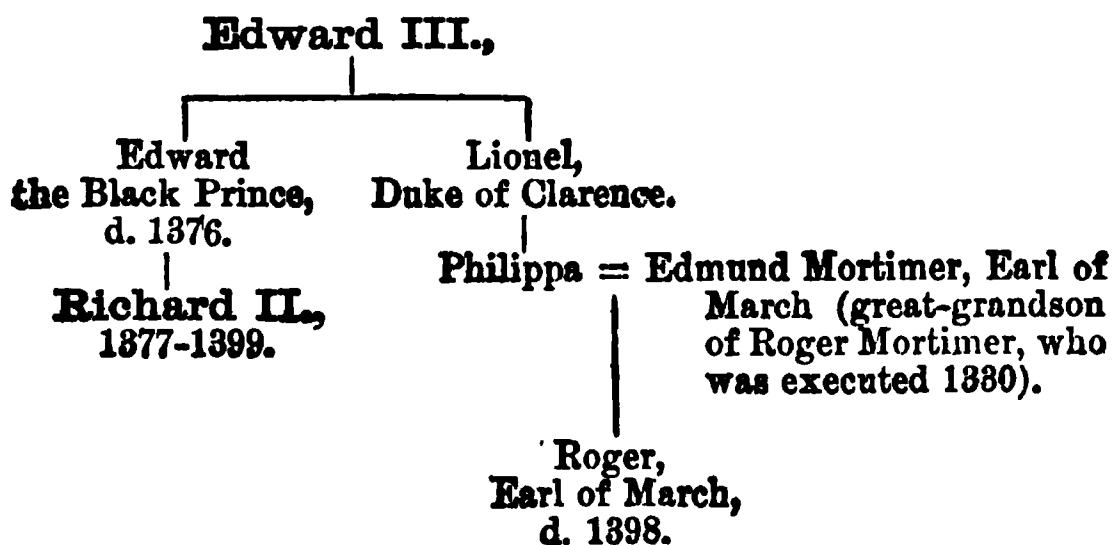 Edward III.,
Edward
the Black Prince,
d. 1376.
Lionel,
Duke of Clarence.
Richard II.,
1377-1399.
Philippa = Edmund Mortimer, Earl of
March (great-grandson
of Roger Mortimer, who
was executed 1330).
Roger,
Earl of March,
d. 1398.